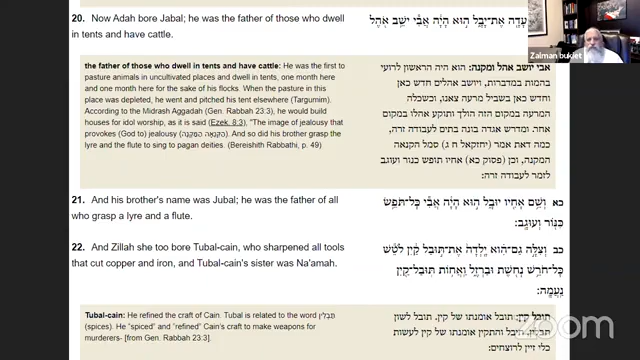 20. Now Adah bore Jabal; he was the father of those who dwell
in tents and have cattle.
עָדָה אֶת־יָבָל הוּא הָיָה אֲבִי יֹשֵׁב אֹהֶל
Zalman bukiet
the father of those who dwell in tents and have cattle: He was the first to
pasture animals in uncultivated places and dwell in tents, one month here
and one month here for the sake of his flocks. When the pasture in
this place was depleted, he went and pitched his tent elsewhere (Targumim).
According to the Midrash Aggadah (Gen. Rabbah 23:3), he would build
houses for idol worship, as it is said (Ezek. 8:3), "The image of jealousy that
provokes (God to) jealousy (הַקִּנְאָה הַמַּקְנֶה). And so did his brother grasp
the lyre and the flute to sing to pagan deities. (Bereishith Rabbathi, p. 49)
אבי יושב אהל ומקנה: הוא היה הראשון לרועי
בהמות במדברות, ויושב אהלים חדש כאן
וחדש כאן בשביל מרעה צאנו, וכשכלה
המרעה במקום הזה הולך ותוקע אהלו במקום
אחר. ומדרש אגדה בונה בתים לעבודה זרה,
כמה דאת אמר (יחזקאל ח ג) סמל הקנאה
המקנה, וכן (פסוק כא) אחיו תופש כנור ועוגב
לזמר לעבודה זרה:
21. And his brother's name was Jubal; he was the father of all
who grasp a lyre and a flute.
כא וְשֵׁם אָחִיו יוּבָל הוּא הָיָה אֲבִי כָּל־תֹּפֵשׂ
כִּנּוֹר וְעוּגָב:
22. And Zillah she too bore Tubal-cain, who sharpened all tools
that cut copper and iron, and Tubal-cain's sister was Na'amah.
כב וְצִלָּה גַם־הִוא יָלְדָה אֶת־תּוּבַל קַיִן לֹטֵשׁ
כָּל־חֹרֵשׁ נְחֹשֶׁת וּבַרְזֶל וַאֲחוֹת תּוּבַל־קַיִן
נַעֲמָה:
Tubal-cain: He refined the craft of Cain. Tubal is related to the word תַּבְלִין
(spices). He "spiced" and "refined" Cain's craft to make weapons for
murderers- [from Gen. Rabbah 23:3].
תובל קין: תובל אומנתו של קין. תובל לשון
תבלין, תיבל והתקין אומנתו של קין לעשות
כלי זיין לרוצחים:
zoom